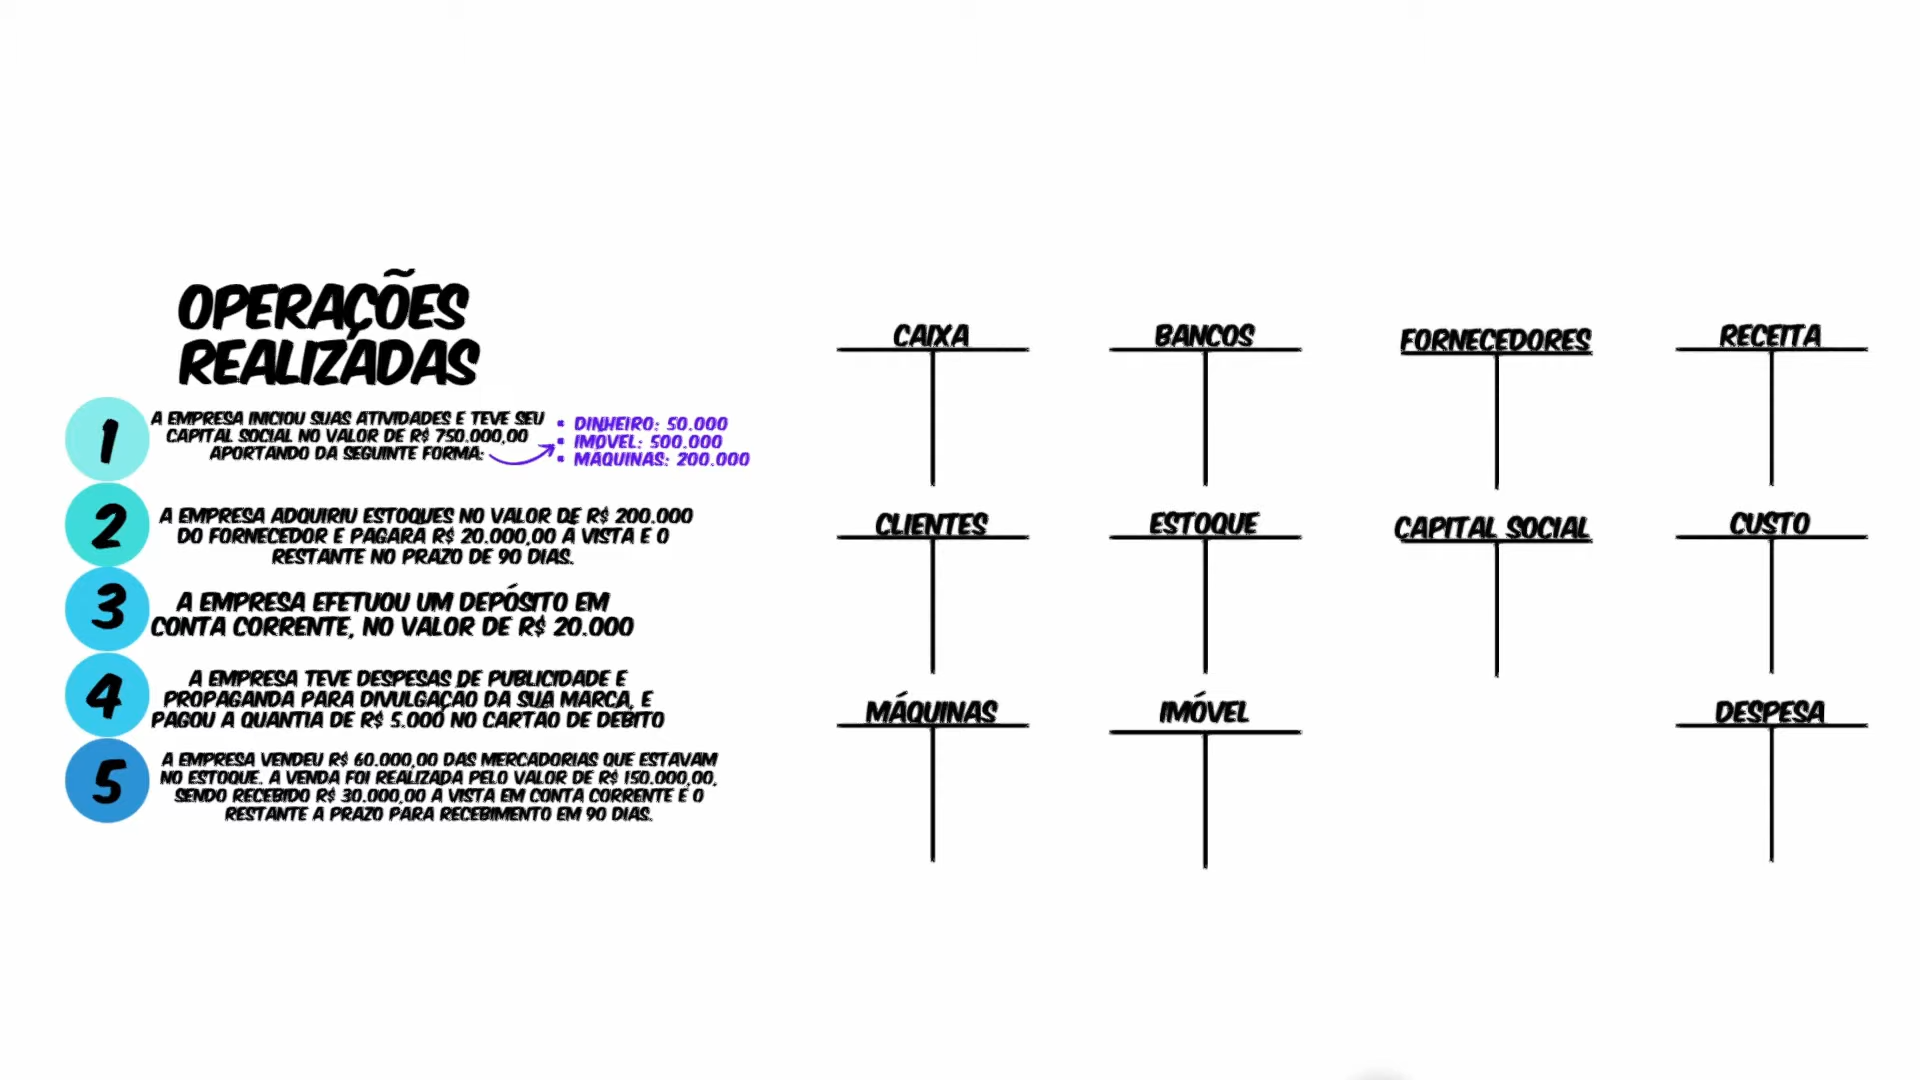 OPERAÇÕES
REALIZADAS
1
A EMPRESA INICIOU SUAS ATIVIDADES E TEVE SEU
CAPITAL SOCIAL NO VALOR DE R$ 750.000,00
APORTANDO DA SEGUINTE FORMA:
• DINHEIRO: 50.000
• IMÓVEL: 500.000
• MÁQUINAS: 200.000
2
A EMPRESA ADQUIRIU ESTOQUES NO VALOR DE R$ 200.000
DO FORNECEDOR E PAGARÁ R$ 20.000,00 À VISTA E O
RESTANTE NO PRAZO DE 90 DIAS.
3
A EMPRESA EFETUOU UM DEPÓSITO EM
CONTA CORRENTE, NO VALOR DE R$ 20.000
4
A EMPRESA TEVE DESPESAS DE PUBLICIDADE E
PROPAGANDA PARA DIVULGAÇÃO DA SUA MARCA, E
PAGOU A QUANTIA DE R$ 5.000 NO CARTÃO DE DÉBITO
5
A EMPRESA VENDEU R$ 60.000,00 DAS MERCADORIAS QUE ESTAVAM
NO ESTOQUE. A VENDA FOI REALIZADA PELO VALOR DE R$ 150.000,00,
SENDO RECEBIDO R$ 30.000,00 À VISTA EM CONTA CORRENTE E O
RESTANTE A PRAZO PARA RECEBIMENTO EM 90 DIAS.
CAIXA
BANCOS
FORNECEDORES
RECEITA
CLIENTES
ESTOQUE
CAPITAL SOCIAL
CUSTO
MÁQUINAS
IMÓVEL
DESPESA